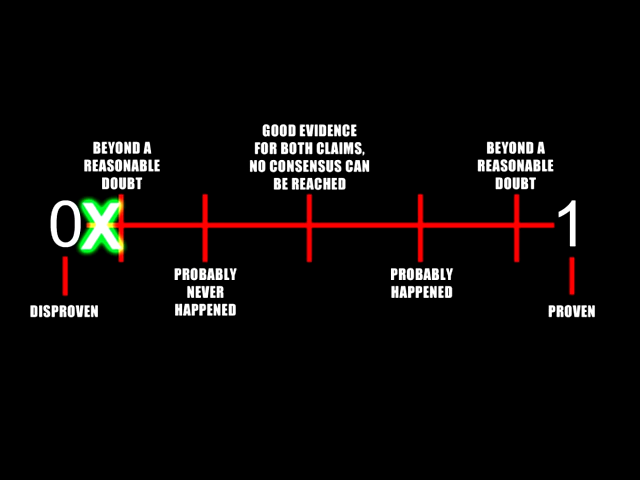 GOOD EVIDENCE
FOR BOTH CLAIMS,
NO CONSENSUS CAN
BE REACHED
BEYOND A
REASONABLE
DOUBT
BEYOND A
REASONABLE
DOUBT
0 X 1
PROBABLY
NEVER
HAPPENED
PROBABLY
HAPPENED
DISPROVEN
PROVEN